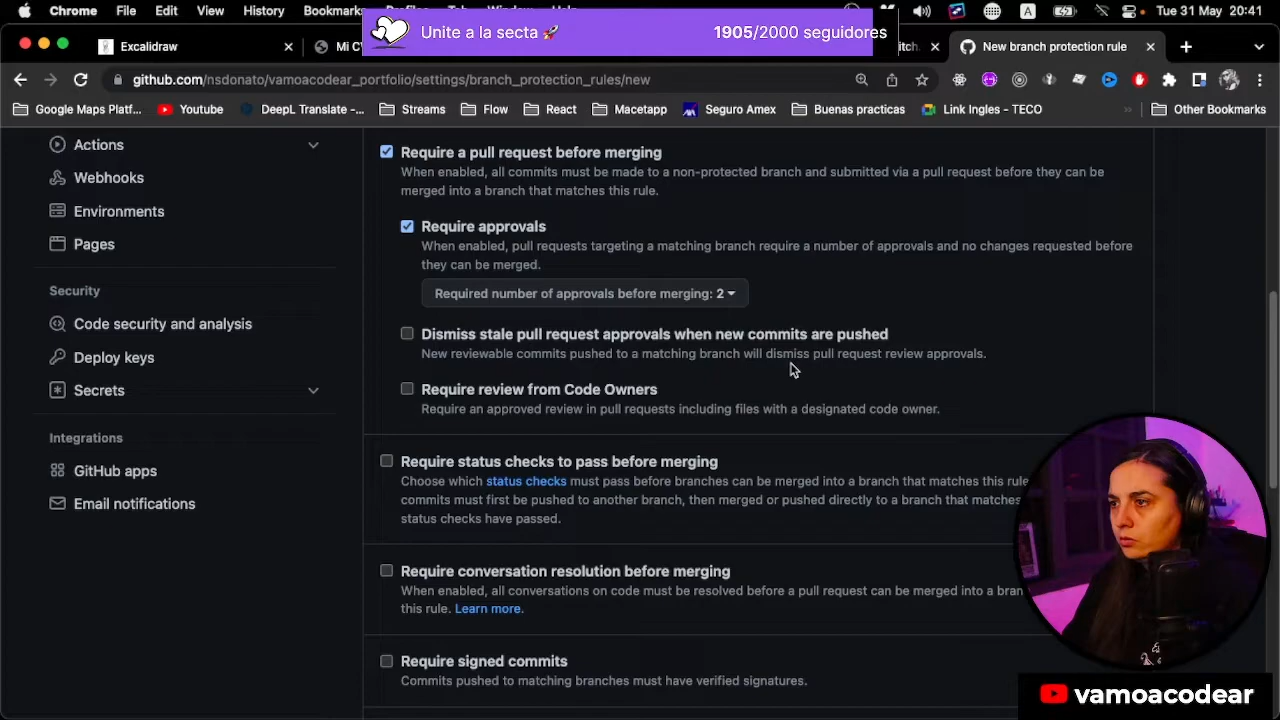 Chrome File Edit View History Bookmarks
Tue 31 May 20:41
Unite a la secta 🚀 1905/2000 seguidores
Excalidraw
Mi CV
itch.
New branch protection rule
github.com/nsdonato/vamoacodear_portfolio/settings/branch_protection_rules/new
Google Maps Platf... Youtube DeepL Translate -... Streams Flow React Macetapp Seguro Amex Buenas practicas Link Ingles - TECO » Other Bookmarks
Actions
Webhooks
Environments
Pages
Security
Code security and analysis
Deploy keys
Secrets
Integrations
GitHub apps
Email notifications
Require a pull request before merging
When enabled, all commits must be made to a non-protected branch and submitted via a pull request before they can be
merged into a branch that matches this rule.
Require approvals
When enabled, pull requests targeting a matching branch require a number of approvals and no changes requested before
they can be merged.
Required number of approvals before merging: 2
Dismiss stale pull request approvals when new commits are pushed
New reviewable commits pushed to a matching branch will dismiss pull request review approvals.
Require review from Code Owners
Require an approved review in pull requests including files with a designated code owner.
Require status checks to pass before merging
Choose which status checks must pass before branches can be merged into a branch that matches this rule
commits must first be pushed to another branch, then merged or pushed directly to a branch that matches
status checks have passed.
Require conversation resolution before merging
When enabled, all conversations on code must be resolved before a pull request can be merged into a bran
this rule. Learn more.
Require signed commits
Commits pushed to matching branches must have verified signatures.
vamoacodear